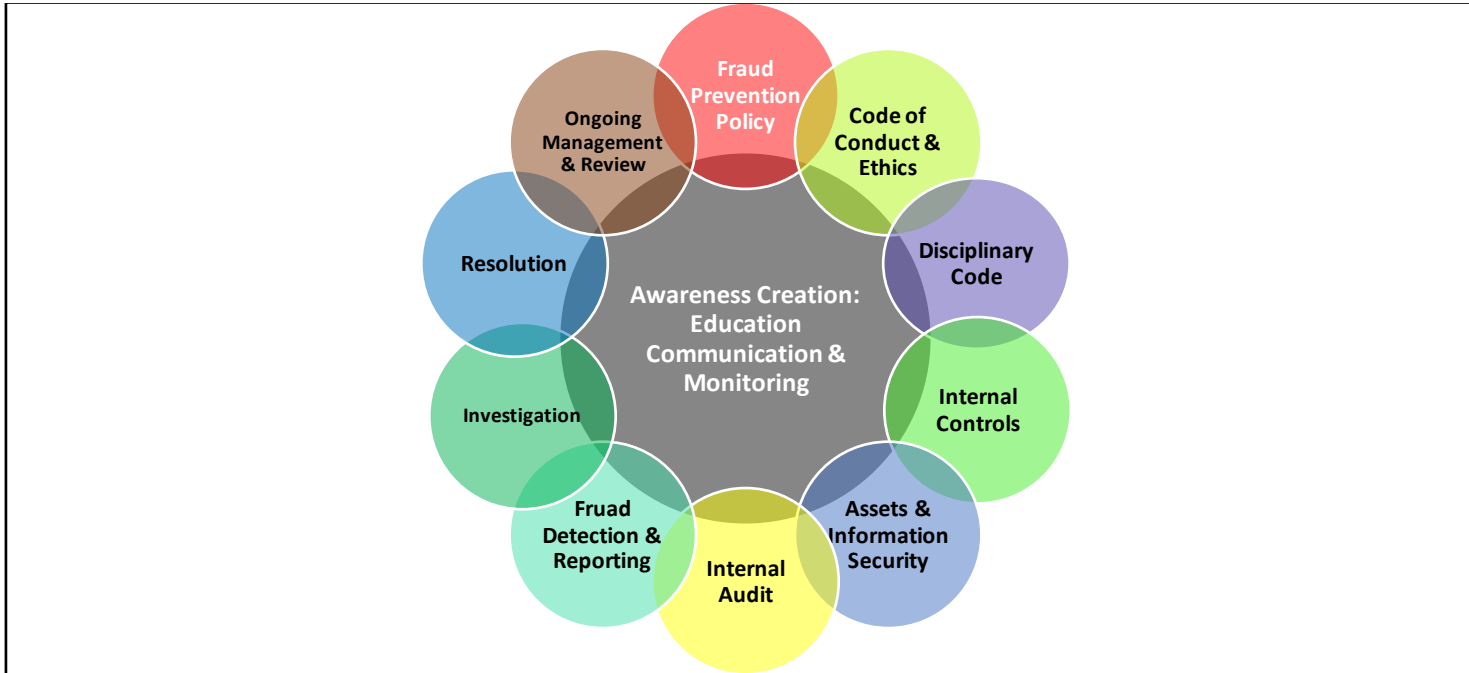 Fraud
Prevention
Policy
Code of
Conduct &
Ethics
Disciplinary
Code
Internal
Controls
Assets &
Information
Security
Internal
Audit
Fruad
Detection &
Reporting
Investigation
Resolution
Ongoing
Management
& Review
Awareness Creation:
Education
Communication &
Monitoring